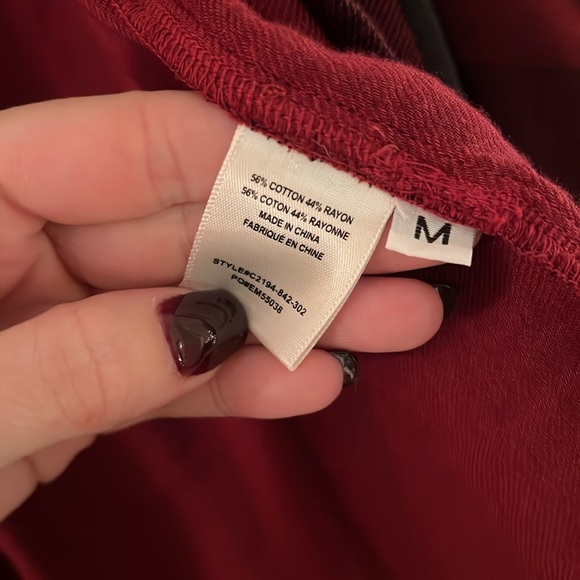 56% COTTON 44% RAYON
56% COTON 44% RAYONNE
MADE IN CHINA
FABRIQUÉ EN CHINE
STYLE#C2194-842-302
PO#EM55038
M